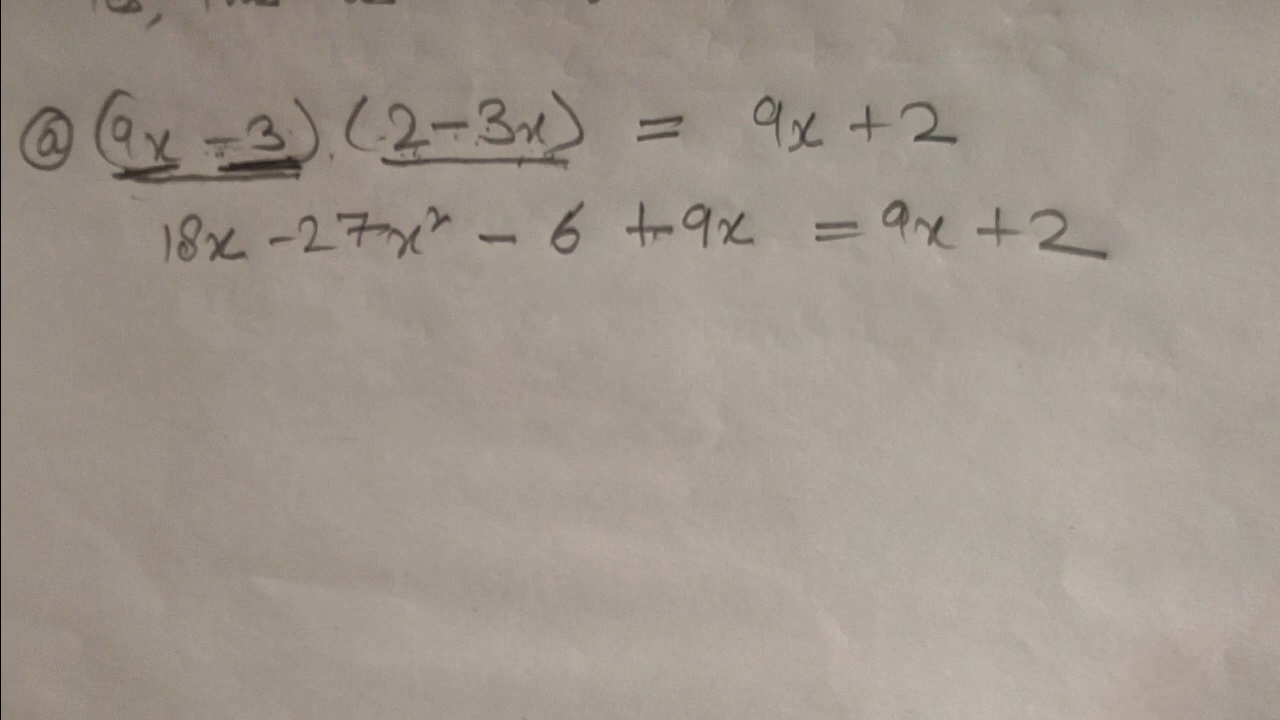 ⓐ (9x - 3).(2 - 3x) = 9x + 2
18x - 27x² - 6 + 9x = 9x + 2